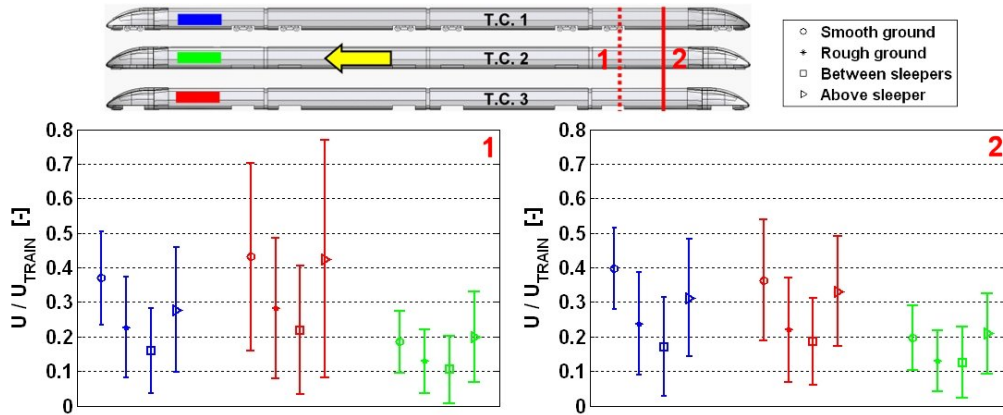 T.C. 1
T.C. 2
T.C. 3
1
2
Smooth ground
Rough ground
Between sleepers
Above sleeper
0.8
0.7
0.6
0.5
0.4
0.3
0.2
0.1
0
U / U_TRAIN [-]
1
0.8
0.7
0.6
0.5
0.4
0.3
0.2
0.1
0
U / U_TRAIN [-]
2